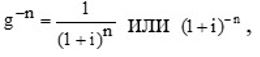 g⁻ⁿ = 1/(1+i)ⁿ ИЛИ (1+i)⁻ⁿ ,